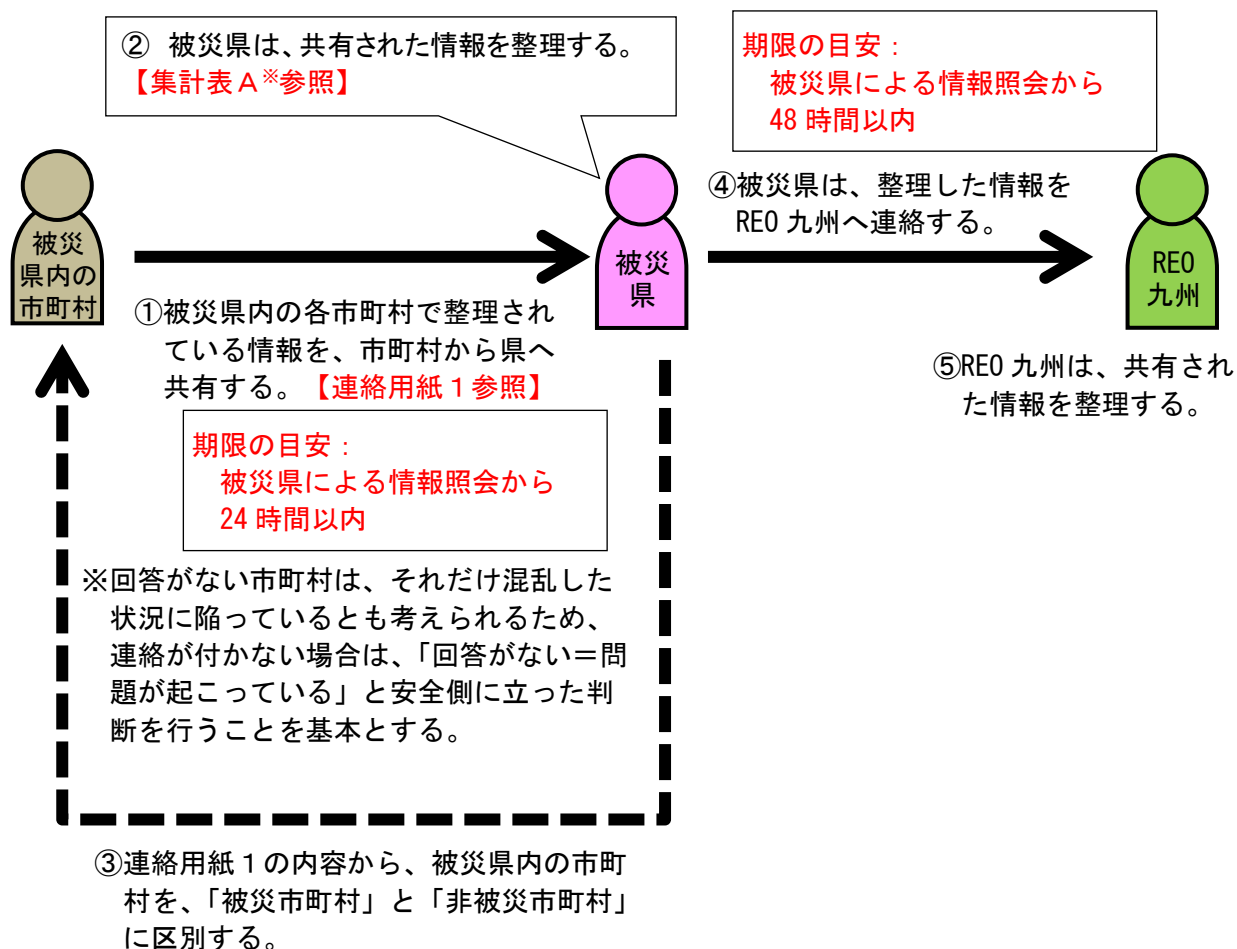 ② 被災県は、共有された情報を整理する。
【集計表A※参照】
期限の目安：
被災県による情報照会から
48時間以内
被災
県内の
市町村
被災
県
④被災県は、整理した情報を
REO九州へ連絡する。
REO
九州
①被災県内の各市町村で整理され
ている情報を、市町村から県へ
共有する。【連絡用紙1参照】
期限の目安：
被災県による情報照会から
24時間以内
⑤REO九州は、共有され
た情報を整理する。
※回答がない市町村は、それだけ混乱した
状況に陥っているとも考えられるため、
連絡が付かない場合は、「回答がない＝問
題が起こっている」と安全側に立った判
断を行うことを基本とする。
③連絡用紙1の内容から、被災県内の市町
村を、「被災市町村」と「非被災市町村」
に区別する。